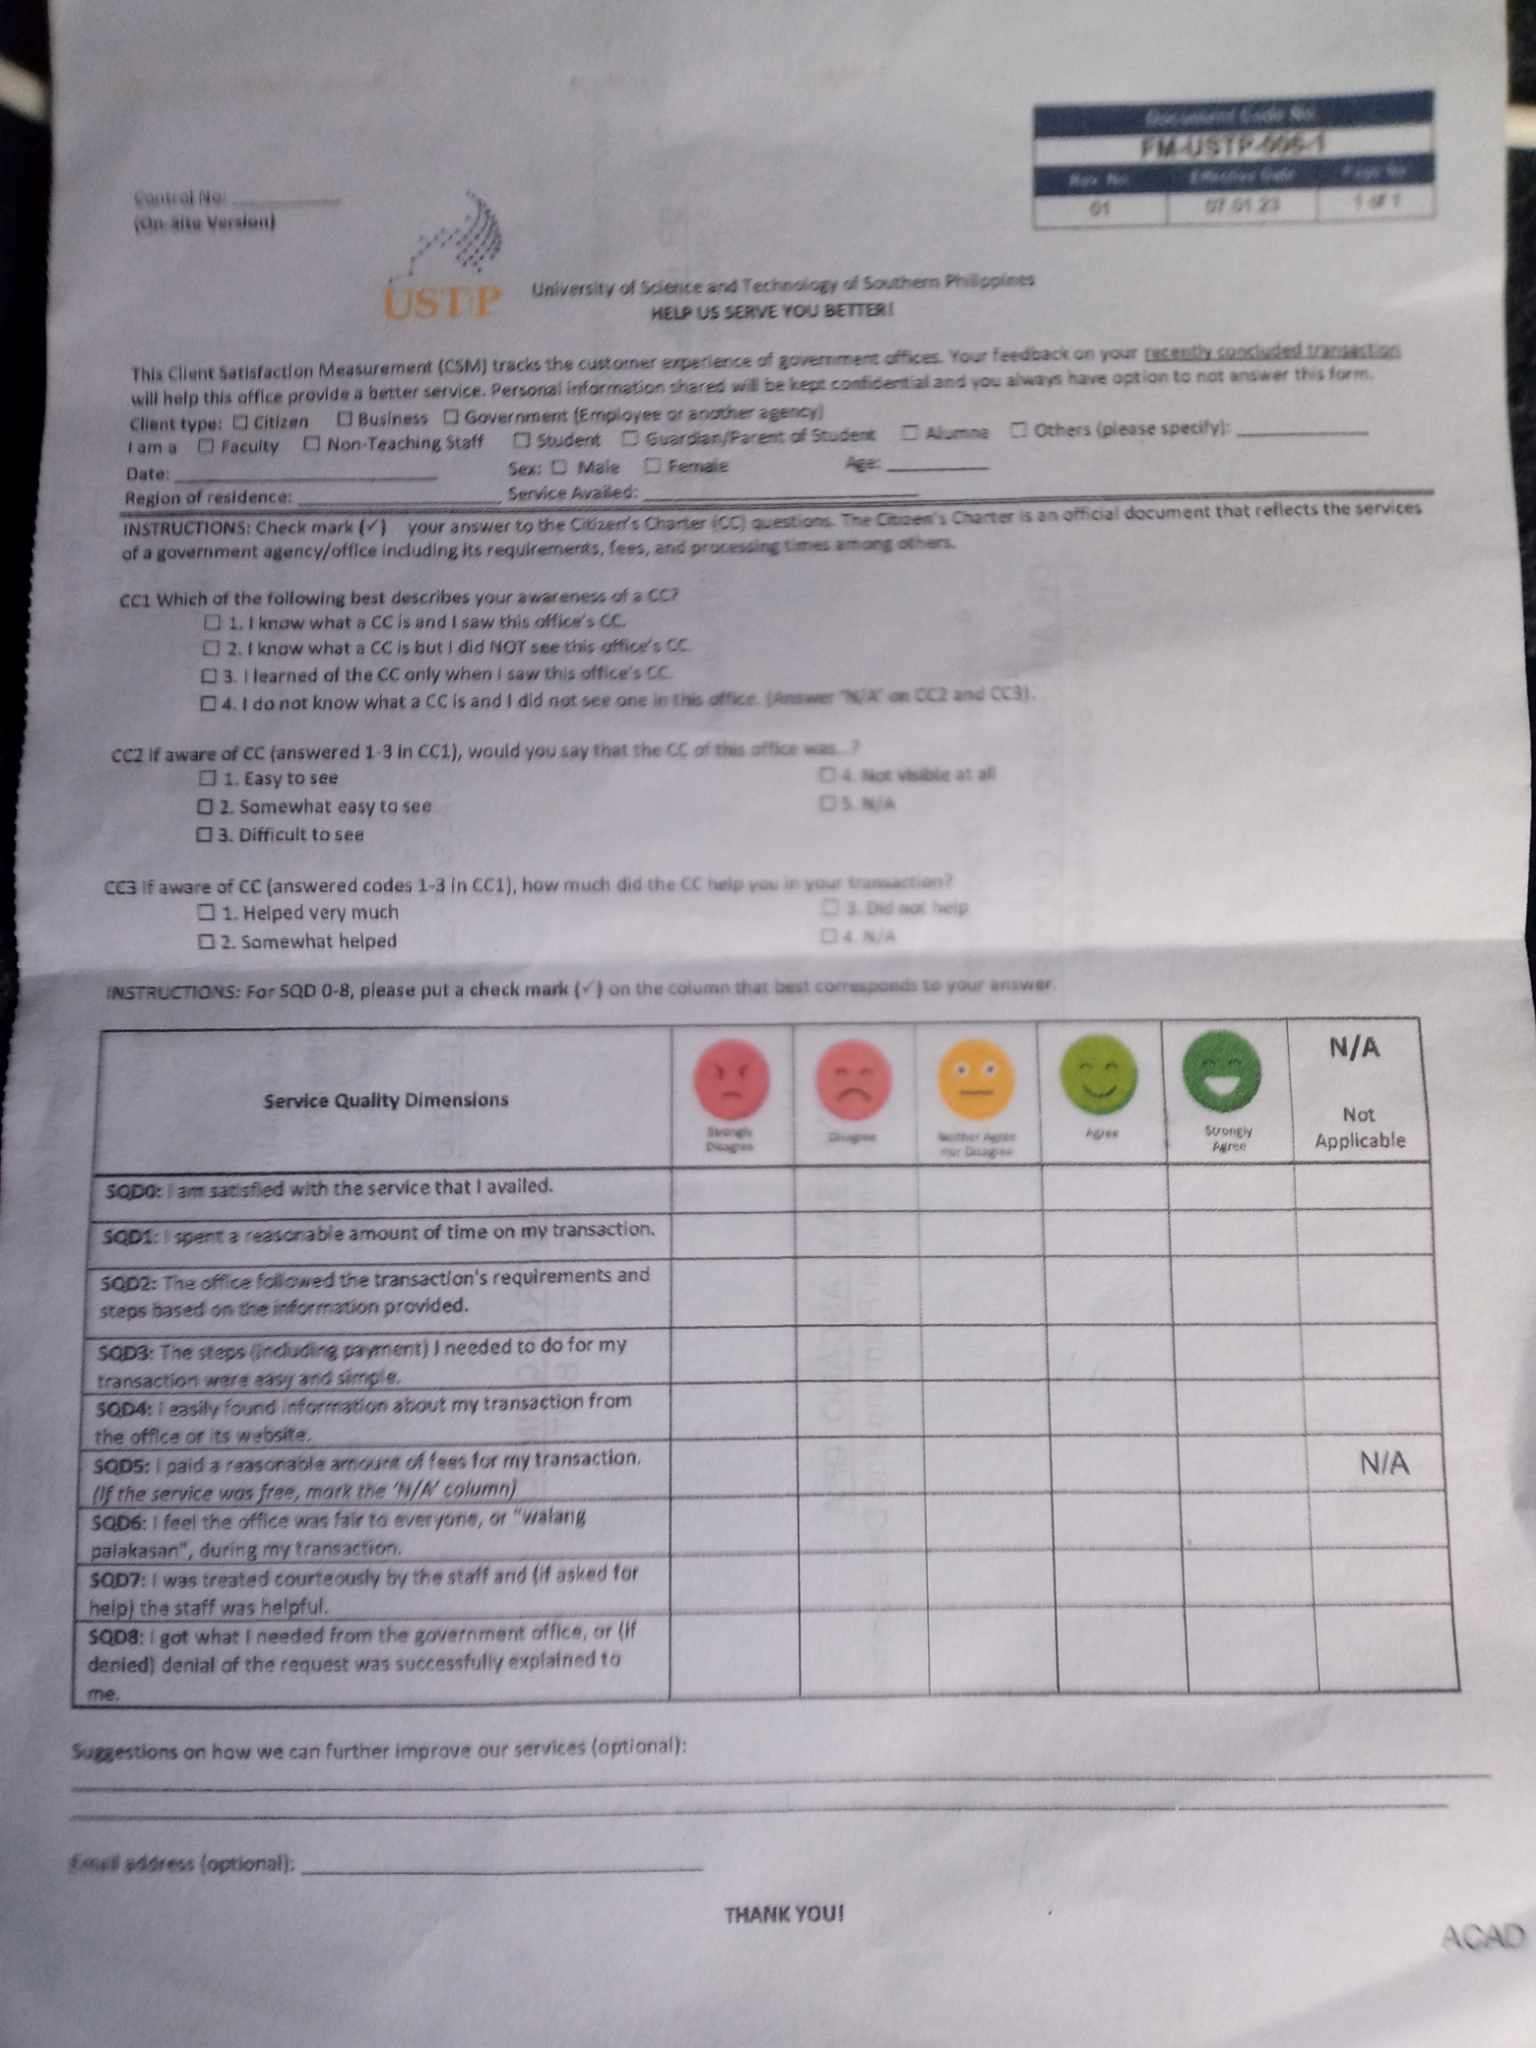 Document Code No.
FM-USTP-006-1
Rev. No. Effective Date Page No.
01 07.01.23 1 of 1
Control No: ____________
(On-Site Version)
USTP
University of Science and Technology of Southern Philippines
HELP US SERVE YOU BETTER!
This Client Satisfaction Measurement (CSM) tracks the customer experience of government offices. Your feedback on your recently concluded transaction
will help this office provide a better service. Personal information shared will be kept confidential and you always have option to not answer this form.
Client type: ☐ Citizen ☐ Business ☐ Government (Employee or another agency)
I am a ☐ Faculty ☐ Non-Teaching Staff ☐ Student ☐ Guardian/Parent of Student ☐ Alumna ☐ Others (please specify): ____________
Date: ____________ Sex: ☐ Male ☐ Female Age: ____________
Region of residence: ____________ Service Availed: ____________
INSTRUCTIONS: Check mark (✓) your answer to the Citizen's Charter (CC) questions. The Citizen's Charter is an official document that reflects the services
of a government agency/office including its requirements, fees, and processing times among others.
CC1 Which of the following best describes your awareness of a CC?
☐ 1. I know what a CC is and I saw this office's CC.
☐ 2. I know what a CC is but I did NOT see this office's CC.
☐ 3. I learned of the CC only when I saw this office's CC.
☐ 4. I do not know what a CC is and I did not see one in this office. (Answer 'N/A' on CC2 and CC3).
CC2 If aware of CC (answered 1-3 in CC1), would you say that the CC of this office was...?
☐ 1. Easy to see ☐ 4. Not visible at all
☐ 2. Somewhat easy to see ☐ 5. N/A
☐ 3. Difficult to see
CC3 If aware of CC (answered codes 1-3 in CC1), how much did the CC help you in your transaction?
☐ 1. Helped very much ☐ 3. Did not help
☐ 2. Somewhat helped ☐ 4. N/A
INSTRUCTIONS: For SQD 0-8, please put a check mark (✓) on the column that best corresponds to your answer.
Service Quality Dimensions
Strongly
Disagree
Disagree
Neither Agree
nor Disagree
Agree
Strongly
Agree
N/A
Not
Applicable
SQD0: I am satisfied with the service that I availed.
SQD1: I spent a reasonable amount of time on my transaction.
SQD2: The office followed the transaction's requirements and
steps based on the information provided.
SQD3: The steps (including payment) I needed to do for my
transaction were easy and simple.
SQD4: I easily found information about my transaction from
the office or its website.
SQD5: I paid a reasonable amount of fees for my transaction.
(If the service was free, mark the 'N/A' column)
N/A
SQD6: I feel the office was fair to everyone, or "walang
palakasan", during my transaction.
SQD7: I was treated courteously by the staff and (if asked for
help) the staff was helpful.
SQD8: I got what I needed from the government office, or (if
denied) denial of the request was successfully explained to
me.
Suggestions on how we can further improve our services (optional):
Email address (optional): ____________
THANK YOU!
ACAD